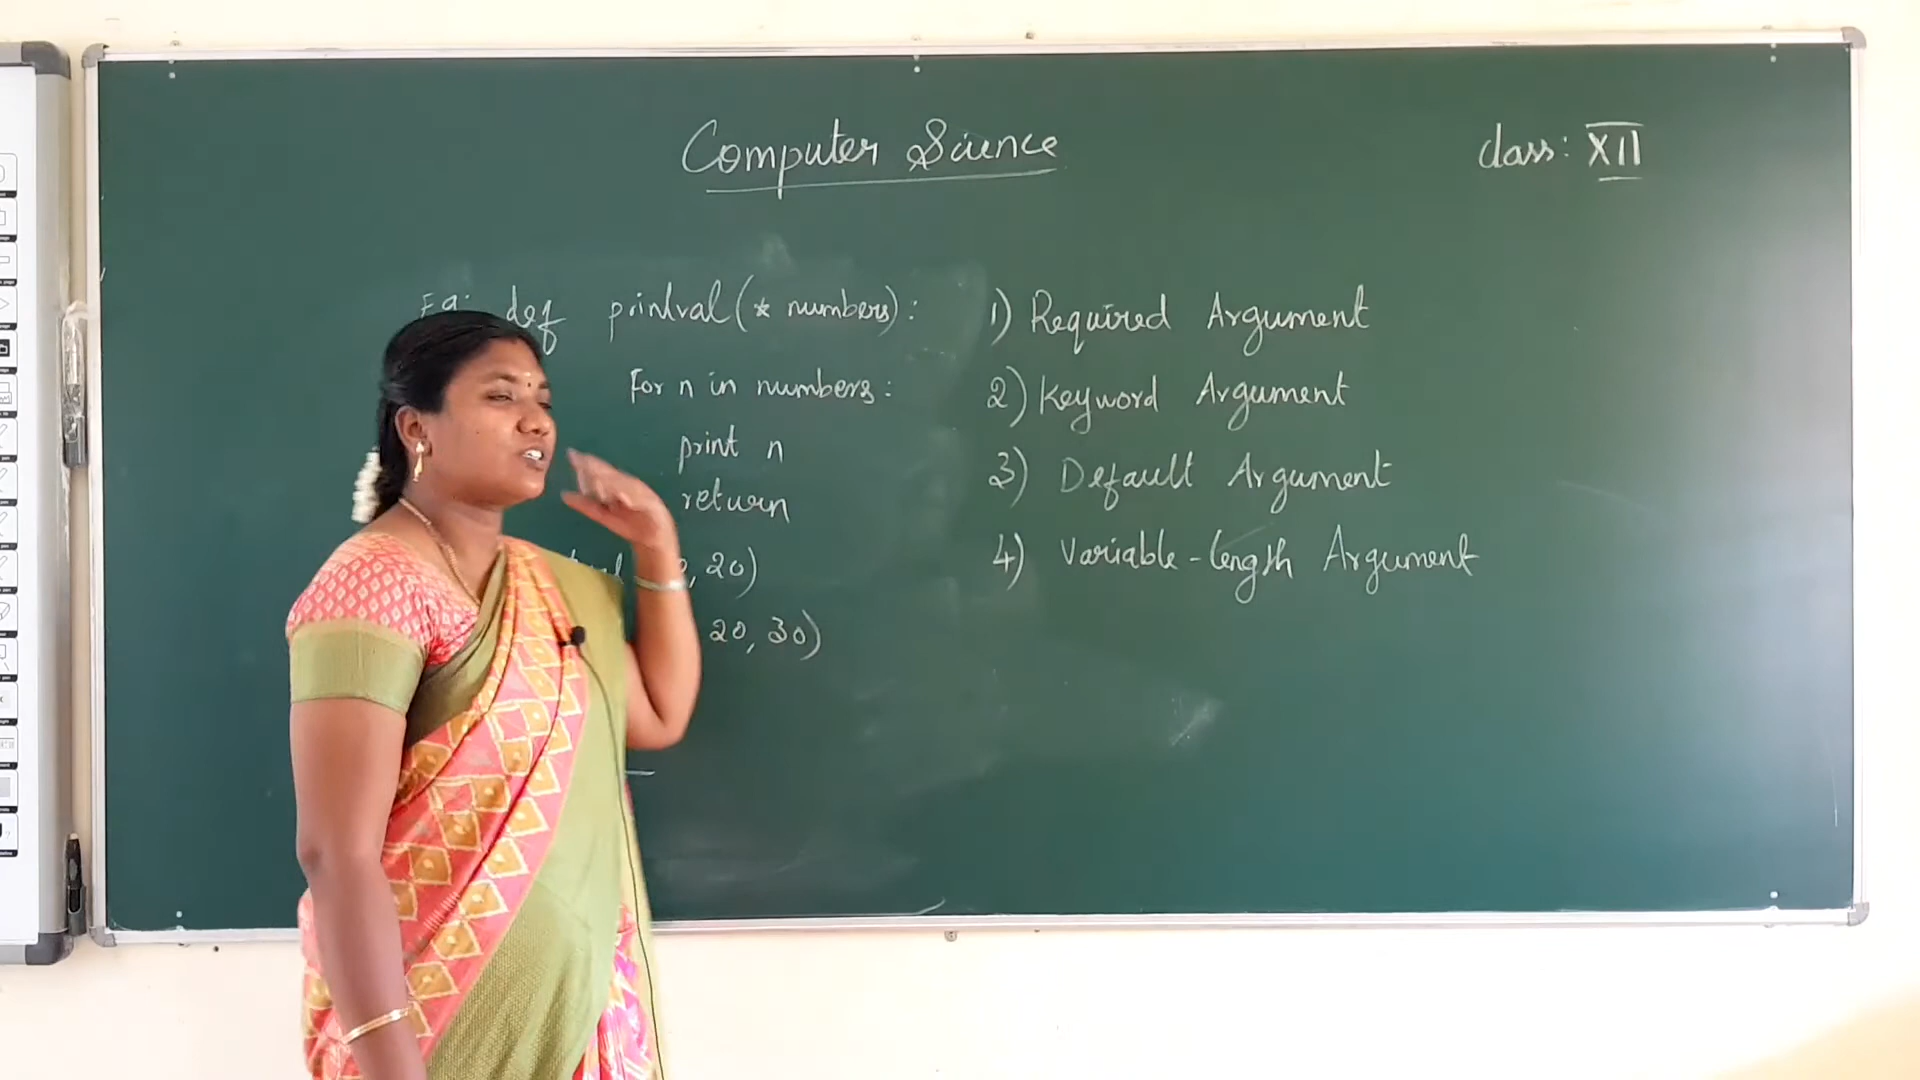 Computer Science
class: XII
Eg: def printval (* numbers):
For n in numbers:
print n
return
, 20)
20, 30)
1) Required Argument
2) Keyword Argument
3) Default Argument
4) Variable-length Argument